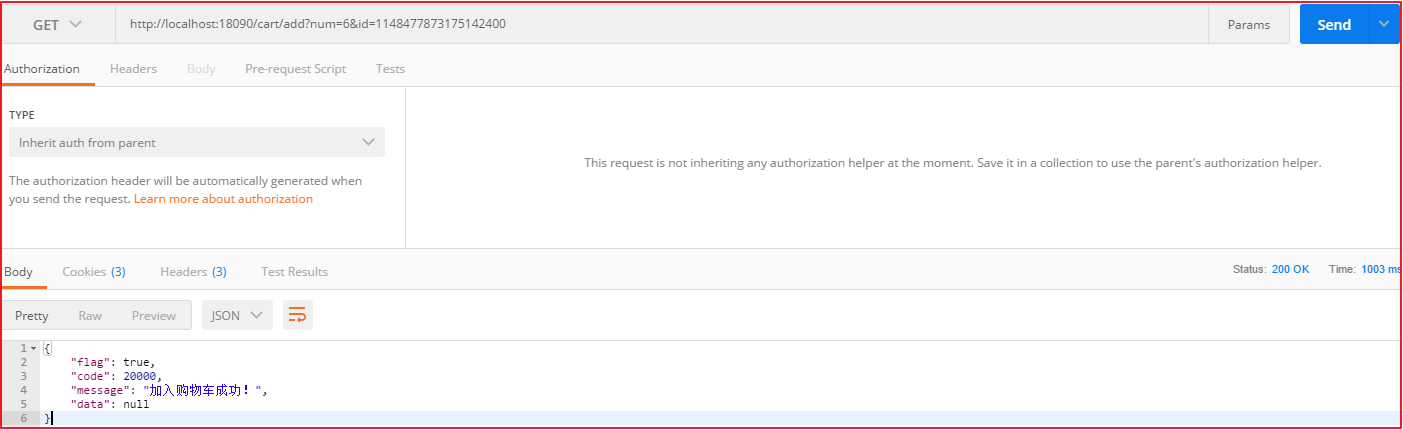 GET http://localhost:18090/cart/add?num=6&id=1148477873175142400 Params Send
Authorization Headers Body Pre-request Script Tests
TYPE
Inherit auth from parent
The authorization header will be automatically generated when
you send the request. Learn more about authorization
This request is not inheriting any authorization helper at the moment. Save it in a collection to use the parent's authorization helper.
Body Cookies (3) Headers (3) Test Results Status: 200 OK Time: 1003 ms
Pretty Raw Preview JSON
1 {
2 "flag": true,
3 "code": 20000,
4 "message": "加入购物车成功！",
5 "data": null
6 }